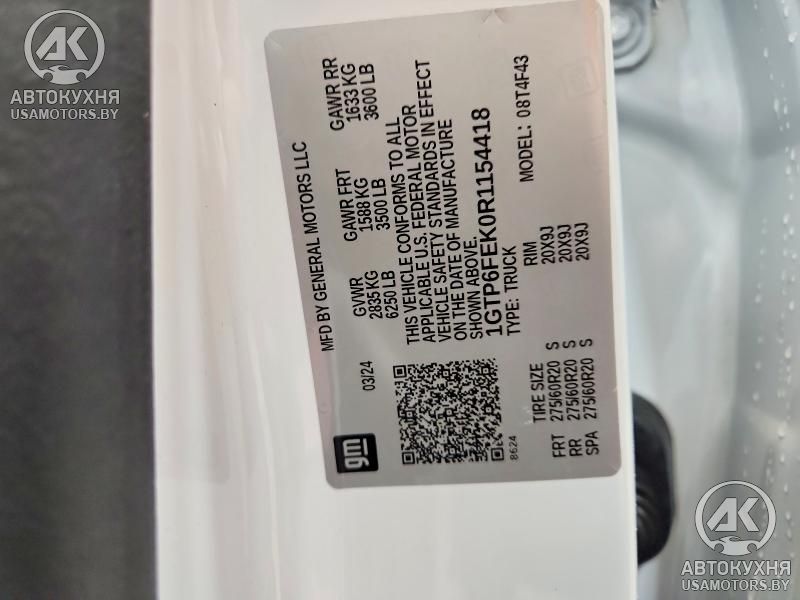 AK
АВТОКУХНЯ
USAMOTORS.BY
gm
MFD BY GENERAL MOTORS LLC
03/24
GVWR
2835 KG
6250 LB
GAWR FRT
1588 KG
3500 LB
GAWR RR
1633 KG
3600 LB
THIS VEHICLE CONFORMS TO ALL
APPLICABLE U.S. FEDERAL MOTOR
VEHICLE SAFETY STANDARDS IN EFFECT
ON THE DATE OF MANUFACTURE
SHOWN ABOVE.
1GTP6FEK0R1154418
TYPE: TRUCK
MODEL: 08T4F43
8624
TIRE SIZE RIM
FRT 275/60R20 S 20X9J
RR 275/60R20 S 20X9J
SPA 275/60R20 S 20X9J
AK
АВТОКУХНЯ
USAMOTORS.BY